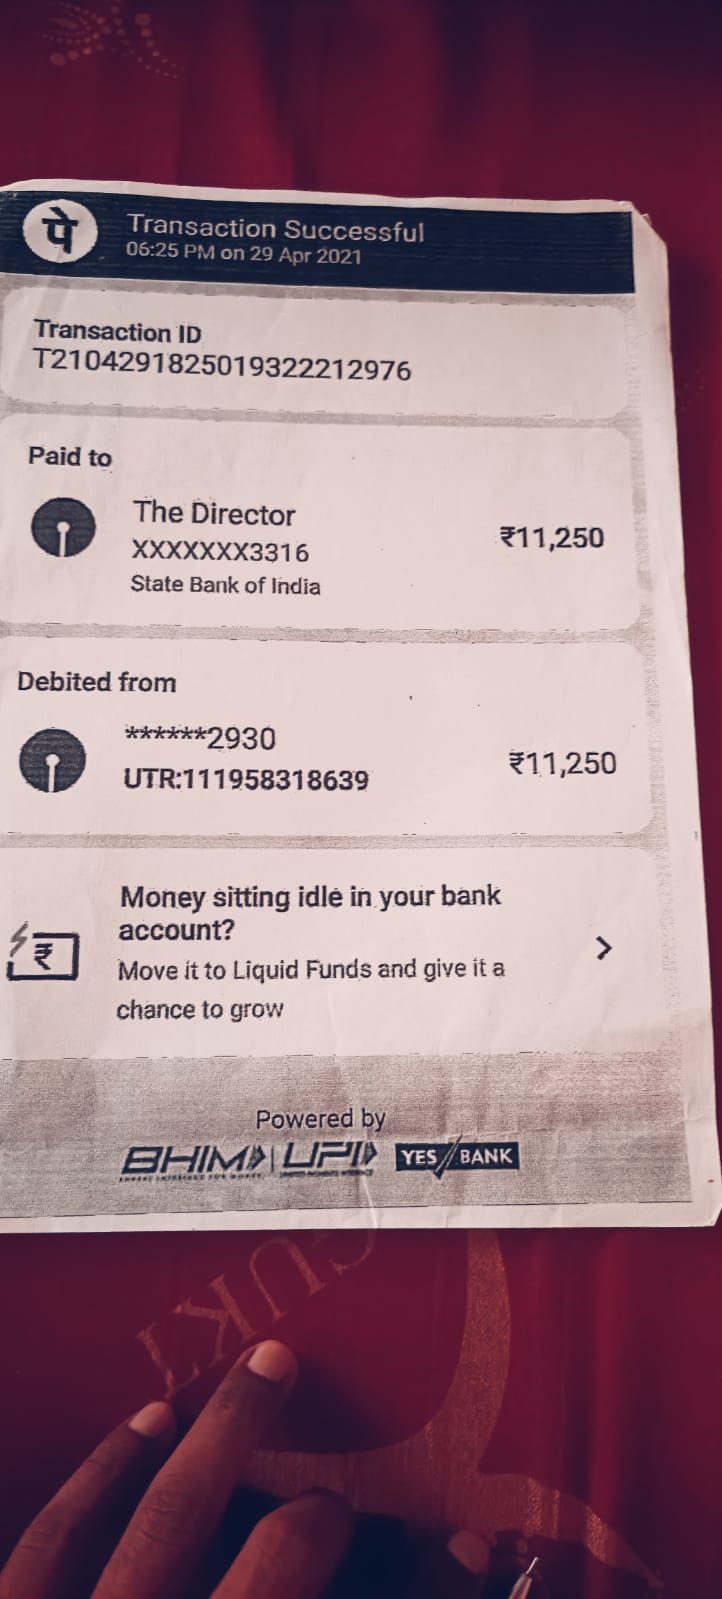 पे
Transaction Successful
06:25 PM on 29 Apr 2021
Transaction ID
T2104291825019322212976
Paid to
The Director
XXXXXXX3316
State Bank of India
₹11,250
Debited from
******2930
UTR:111958318639
₹11,250
Money sitting idle in your bank
account?
Move it to Liquid Funds and give it a
chance to grow
₹
Powered by
BHIM UPI YES BANK